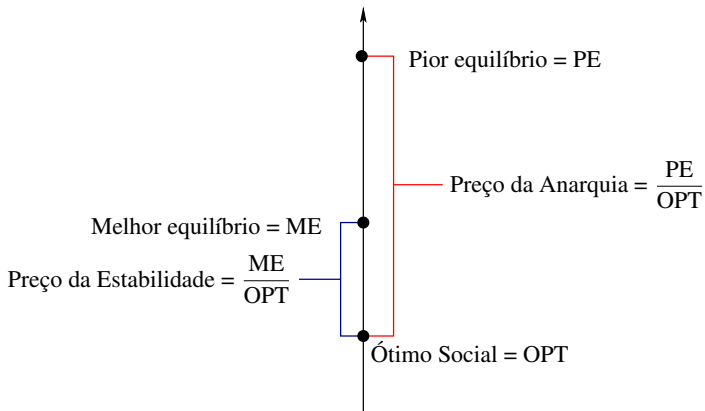 Pior equilíbrio = PE
Preço da Anarquia = PE
OPT
Melhor equilíbrio = ME
Preço da Estabilidade = ME
OPT
Ótimo Social = OPT